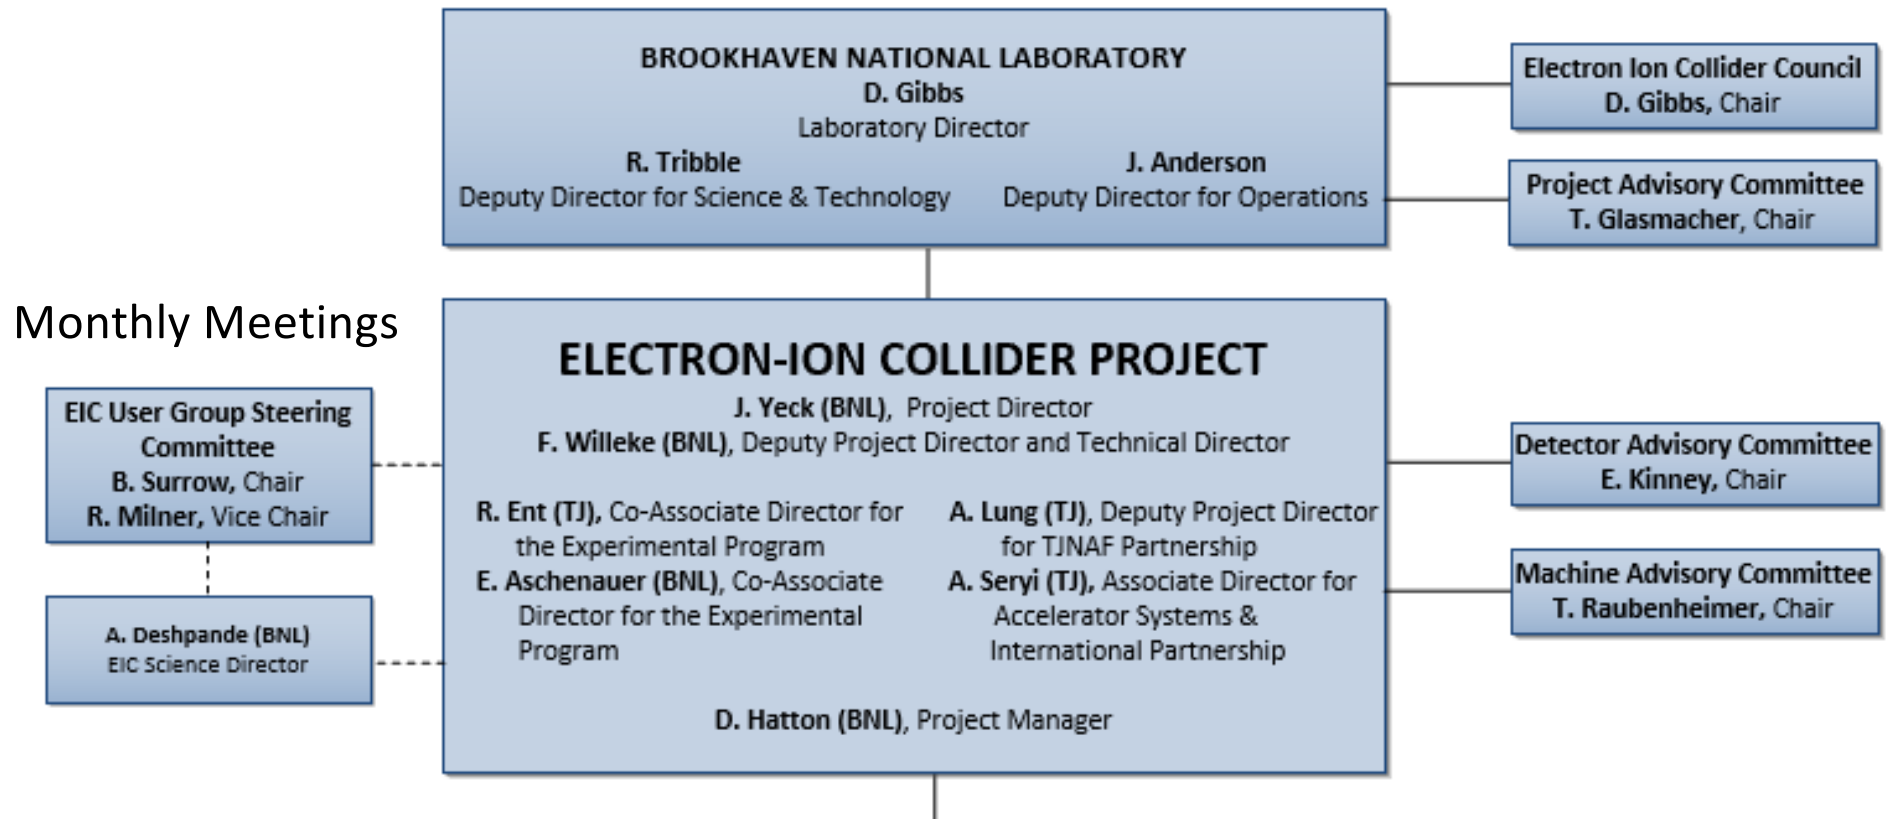 BROOKHAVEN NATIONAL LABORATORY
D. Gibbs
Laboratory Director
R. Tribble
Deputy Director for Science & Technology
J. Anderson
Deputy Director for Operations
Electron Ion Collider Council
D. Gibbs, Chair
Project Advisory Committee
T. Glasmacher, Chair
Monthly Meetings
EIC User Group Steering
Committee
B. Surrow, Chair
R. Milner, Vice Chair
A. Deshpande (BNL)
EIC Science Director
ELECTRON-ION COLLIDER PROJECT
J. Yeck (BNL), Project Director
F. Willeke (BNL), Deputy Project Director and Technical Director
R. Ent (TJ), Co-Associate Director for
the Experimental Program
E. Aschenauer (BNL), Co-Associate
Director for the Experimental
Program
A. Lung (TJ), Deputy Project Director
for TJNAF Partnership
A. Seryi (TJ), Associate Director for
Accelerator Systems &
International Partnership
D. Hatton (BNL), Project Manager
Detector Advisory Committee
E. Kinney, Chair
Machine Advisory Committee
T. Raubenheimer, Chair